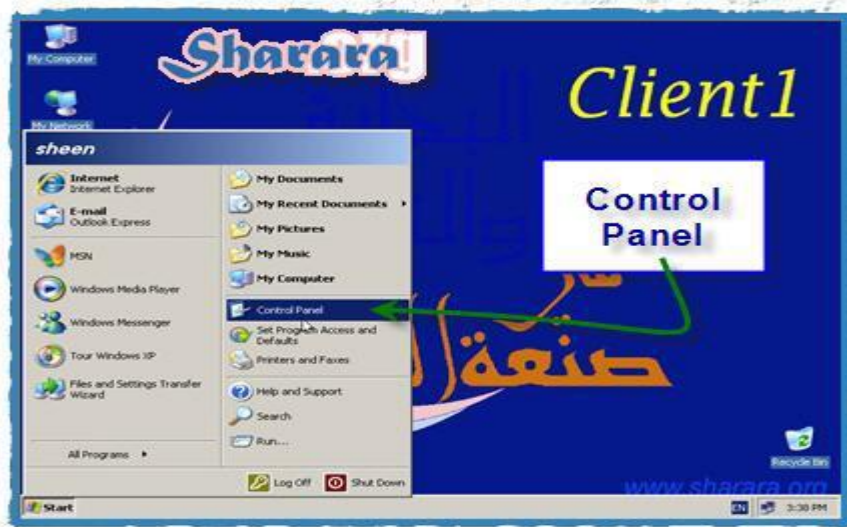 My Computer
Sharara
Client1
My Network
sheen
Internet
Internet Explorer
E-mail
Outlook Express
MSN
Windows Media Player
Windows Messenger
Tour Windows XP
Files and Settings Transfer
Wizard
All Programs
My Documents
My Recent Documents
My Pictures
My Music
My Computer
Control Panel
Set Program Access and
Defaults
Printers and Faxes
Help and Support
Search
Run...
Log Off
Shut Down
Control
Panel
البداية
صنعة
Recycle Bin
www.sharara.org
Start
EN
3:30 PM